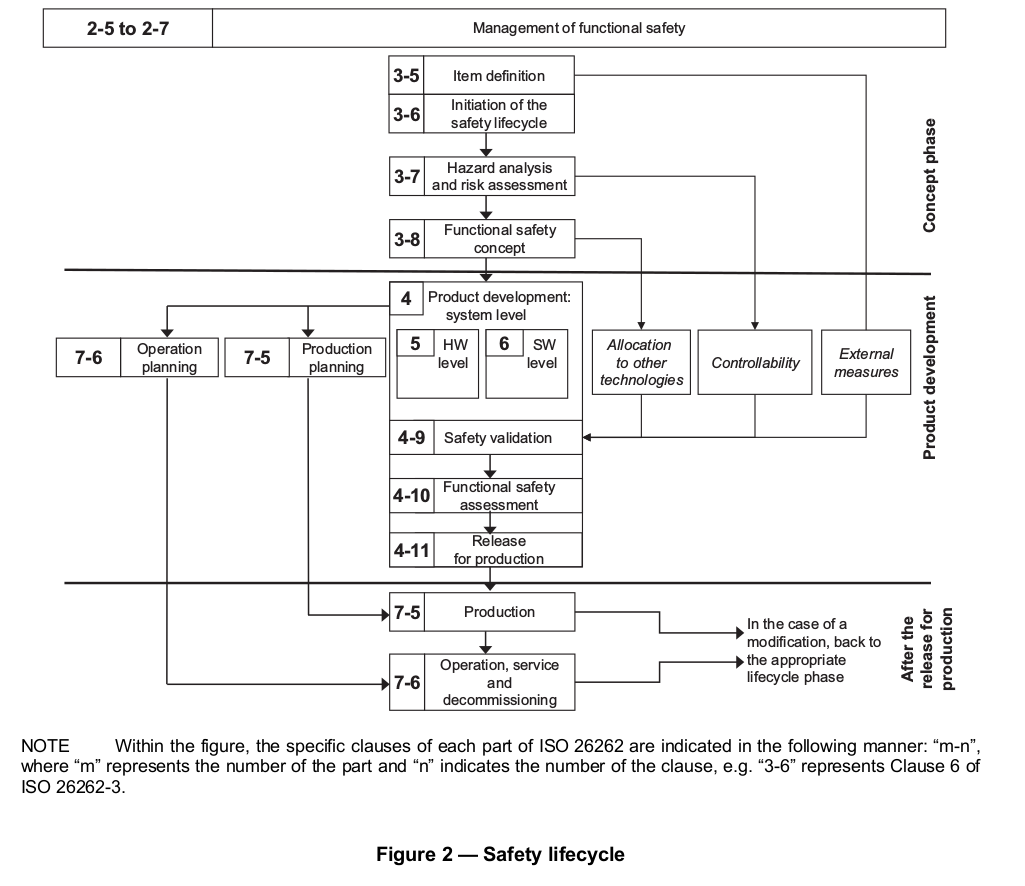 2-5 to 2-7
Management of functional safety
3-5
Item definition
3-6
Initiation of the
safety lifecycle
3-7
Hazard analysis
and risk assessment
3-8
Functional safety
concept
Concept phase
4
Product development:
system level
5
HW
level
6
SW
level
7-6
Operation
planning
7-5
Production
planning
Allocation
to other
technologies
Controllability
External
measures
Product development
4-9
Safety validation
4-10
Functional safety
assessment
4-11
Release
for production
7-5
Production
7-6
Operation, service
and
decommissioning
In the case of a
modification, back to
the appropriate
lifecycle phase
After the
release for
production
NOTE Within the figure, the specific clauses of each part of ISO 26262 are indicated in the following manner: “m-n”,
where “m” represents the number of the part and “n” indicates the number of the clause, e.g. “3-6” represents Clause 6 of
ISO 26262-3.
Figure 2 — Safety lifecycle